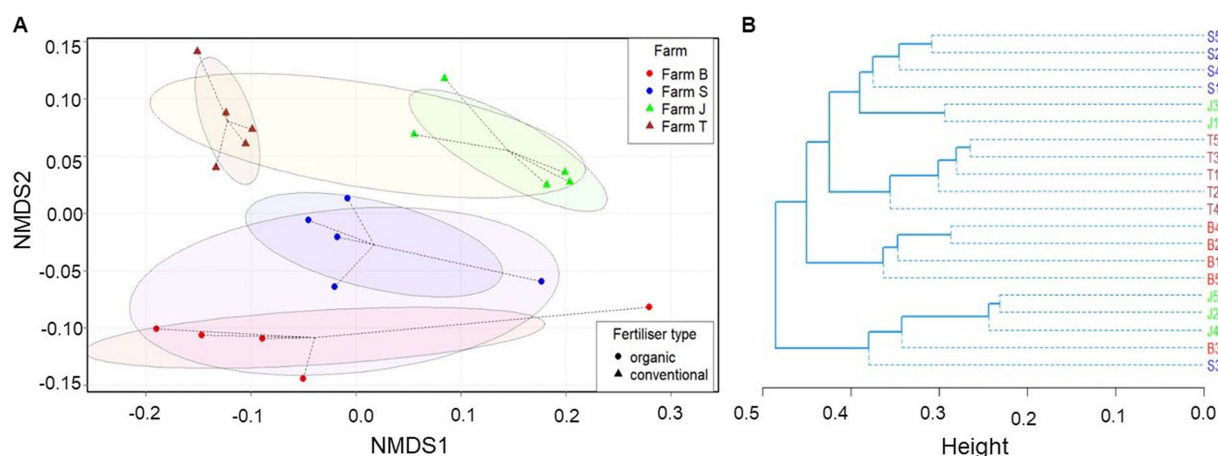 A
0.15
0.10
0.05
0.00
-0.05
-0.10
-0.15
NMDS2
-0.2
-0.1
0.0
0.1
0.2
0.3
NMDS1
Farm
Farm B
Farm S
Farm J
Farm T
Fertiliser type
organic
conventional
B
S5
S2
S4
S1
J3
J1
T5
T3
T1
T2
T4
B4
B2
B1
B5
J5
J2
J4
B3
S3
0.5
0.4
0.3
0.2
0.1
0.0
Height